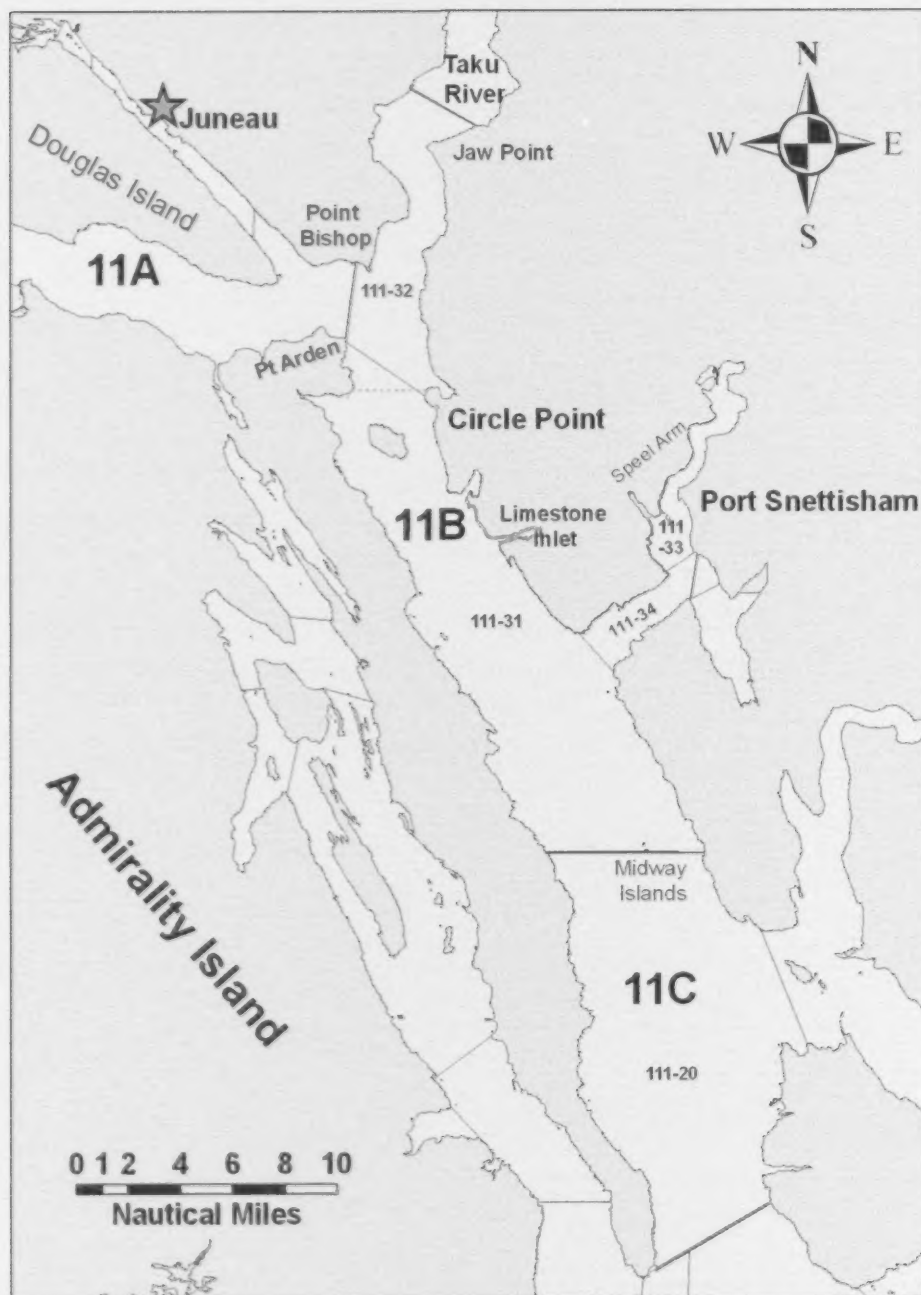 Taku
River
N
W
E
S
Juneau
Jaw Point
Douglas Island
Point
Bishop
11A
111-32
Pt Arden
Circle Point
Speel Arm
Port Snettisham
11B
Limestone
Inlet
111
-33
111-31
111-34
Admirality Island
Midway
Islands
11C
111-20
0 1 2 4 6 8 10
Nautical Miles